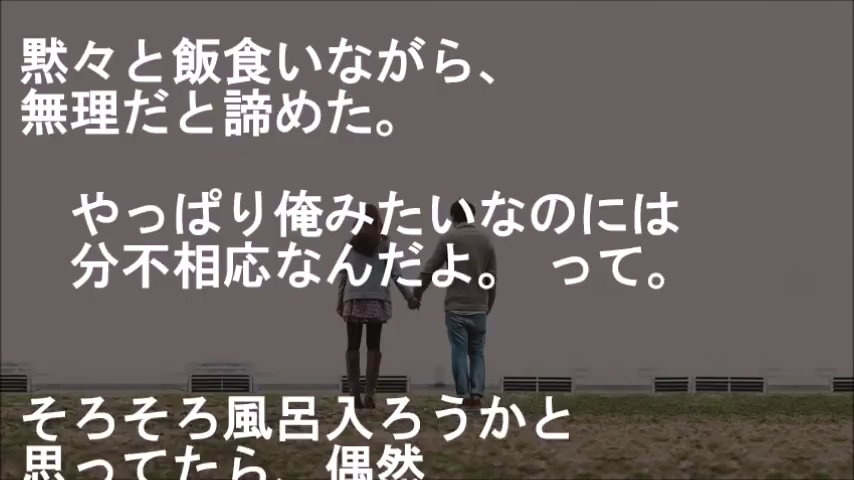 黙々と飯食いながら、
無理だと諦めた。
やっぱり俺みたいなのには
分不相応なんだよ。 って。
そろそろ風呂入ろうかと
思ってたら、偶然